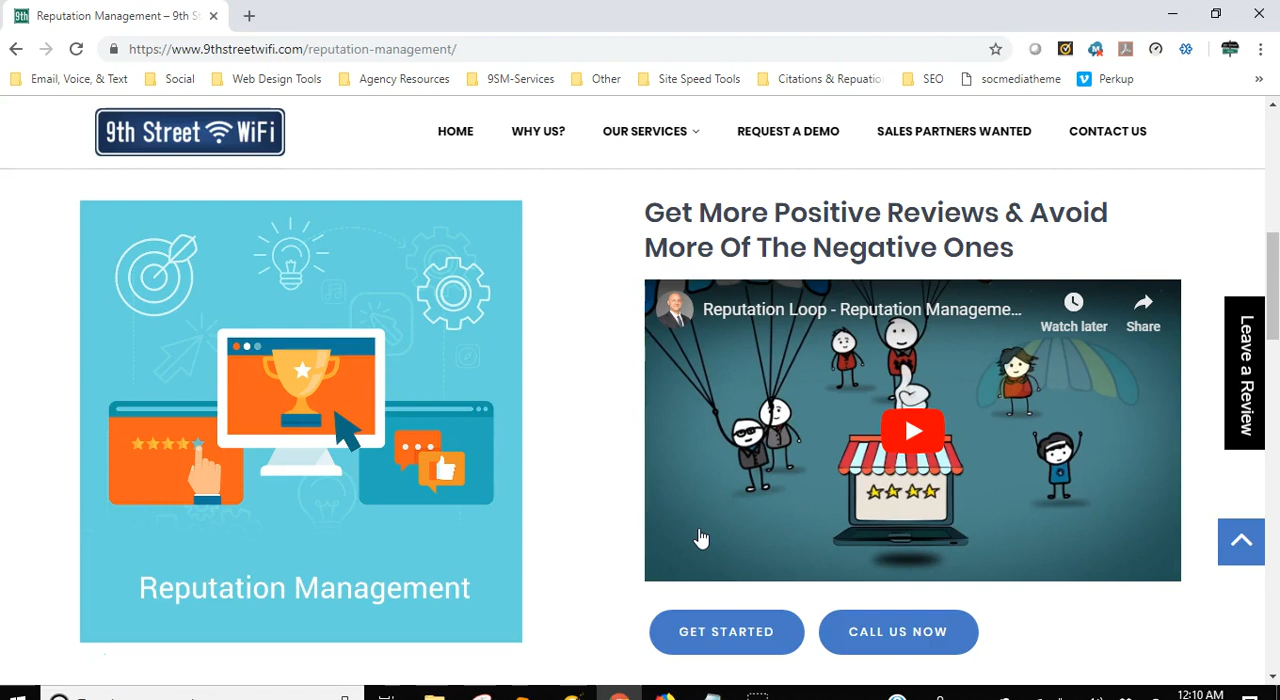 Reputation Management – 9th St
https://www.9thstreetwifi.com/reputation-management/
Email, Voice, & Text
Social
Web Design Tools
Agency Resources
9SM-Services
Other
Site Speed Tools
Citations & Reputatio
SEO
socmediatheme
Perkup
»
9th Street WiFi
HOME
WHY US?
OUR SERVICES
REQUEST A DEMO
SALES PARTNERS WANTED
CONTACT US
Reputation Management
Get More Positive Reviews & Avoid
More Of The Negative Ones
Reputation Loop - Reputation Manageme...
Watch later
Share
GET STARTED
CALL US NOW
Leave a Review
12:10 AM